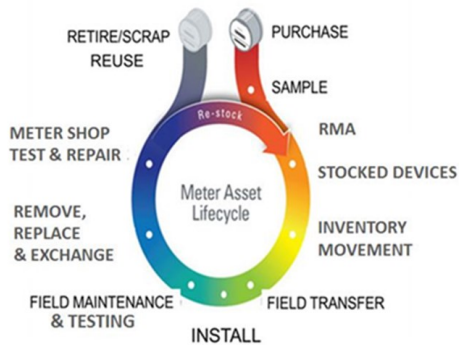 RETIRE/SCRAP
REUSE
PURCHASE
SAMPLE
Re-stock
RMA
METER SHOP
TEST & REPAIR
STOCKED DEVICES
Meter Asset
Lifecycle
REMOVE,
REPLACE
& EXCHANGE
INVENTORY
MOVEMENT
FIELD MAINTENANCE
& TESTING
FIELD TRANSFER
INSTALL